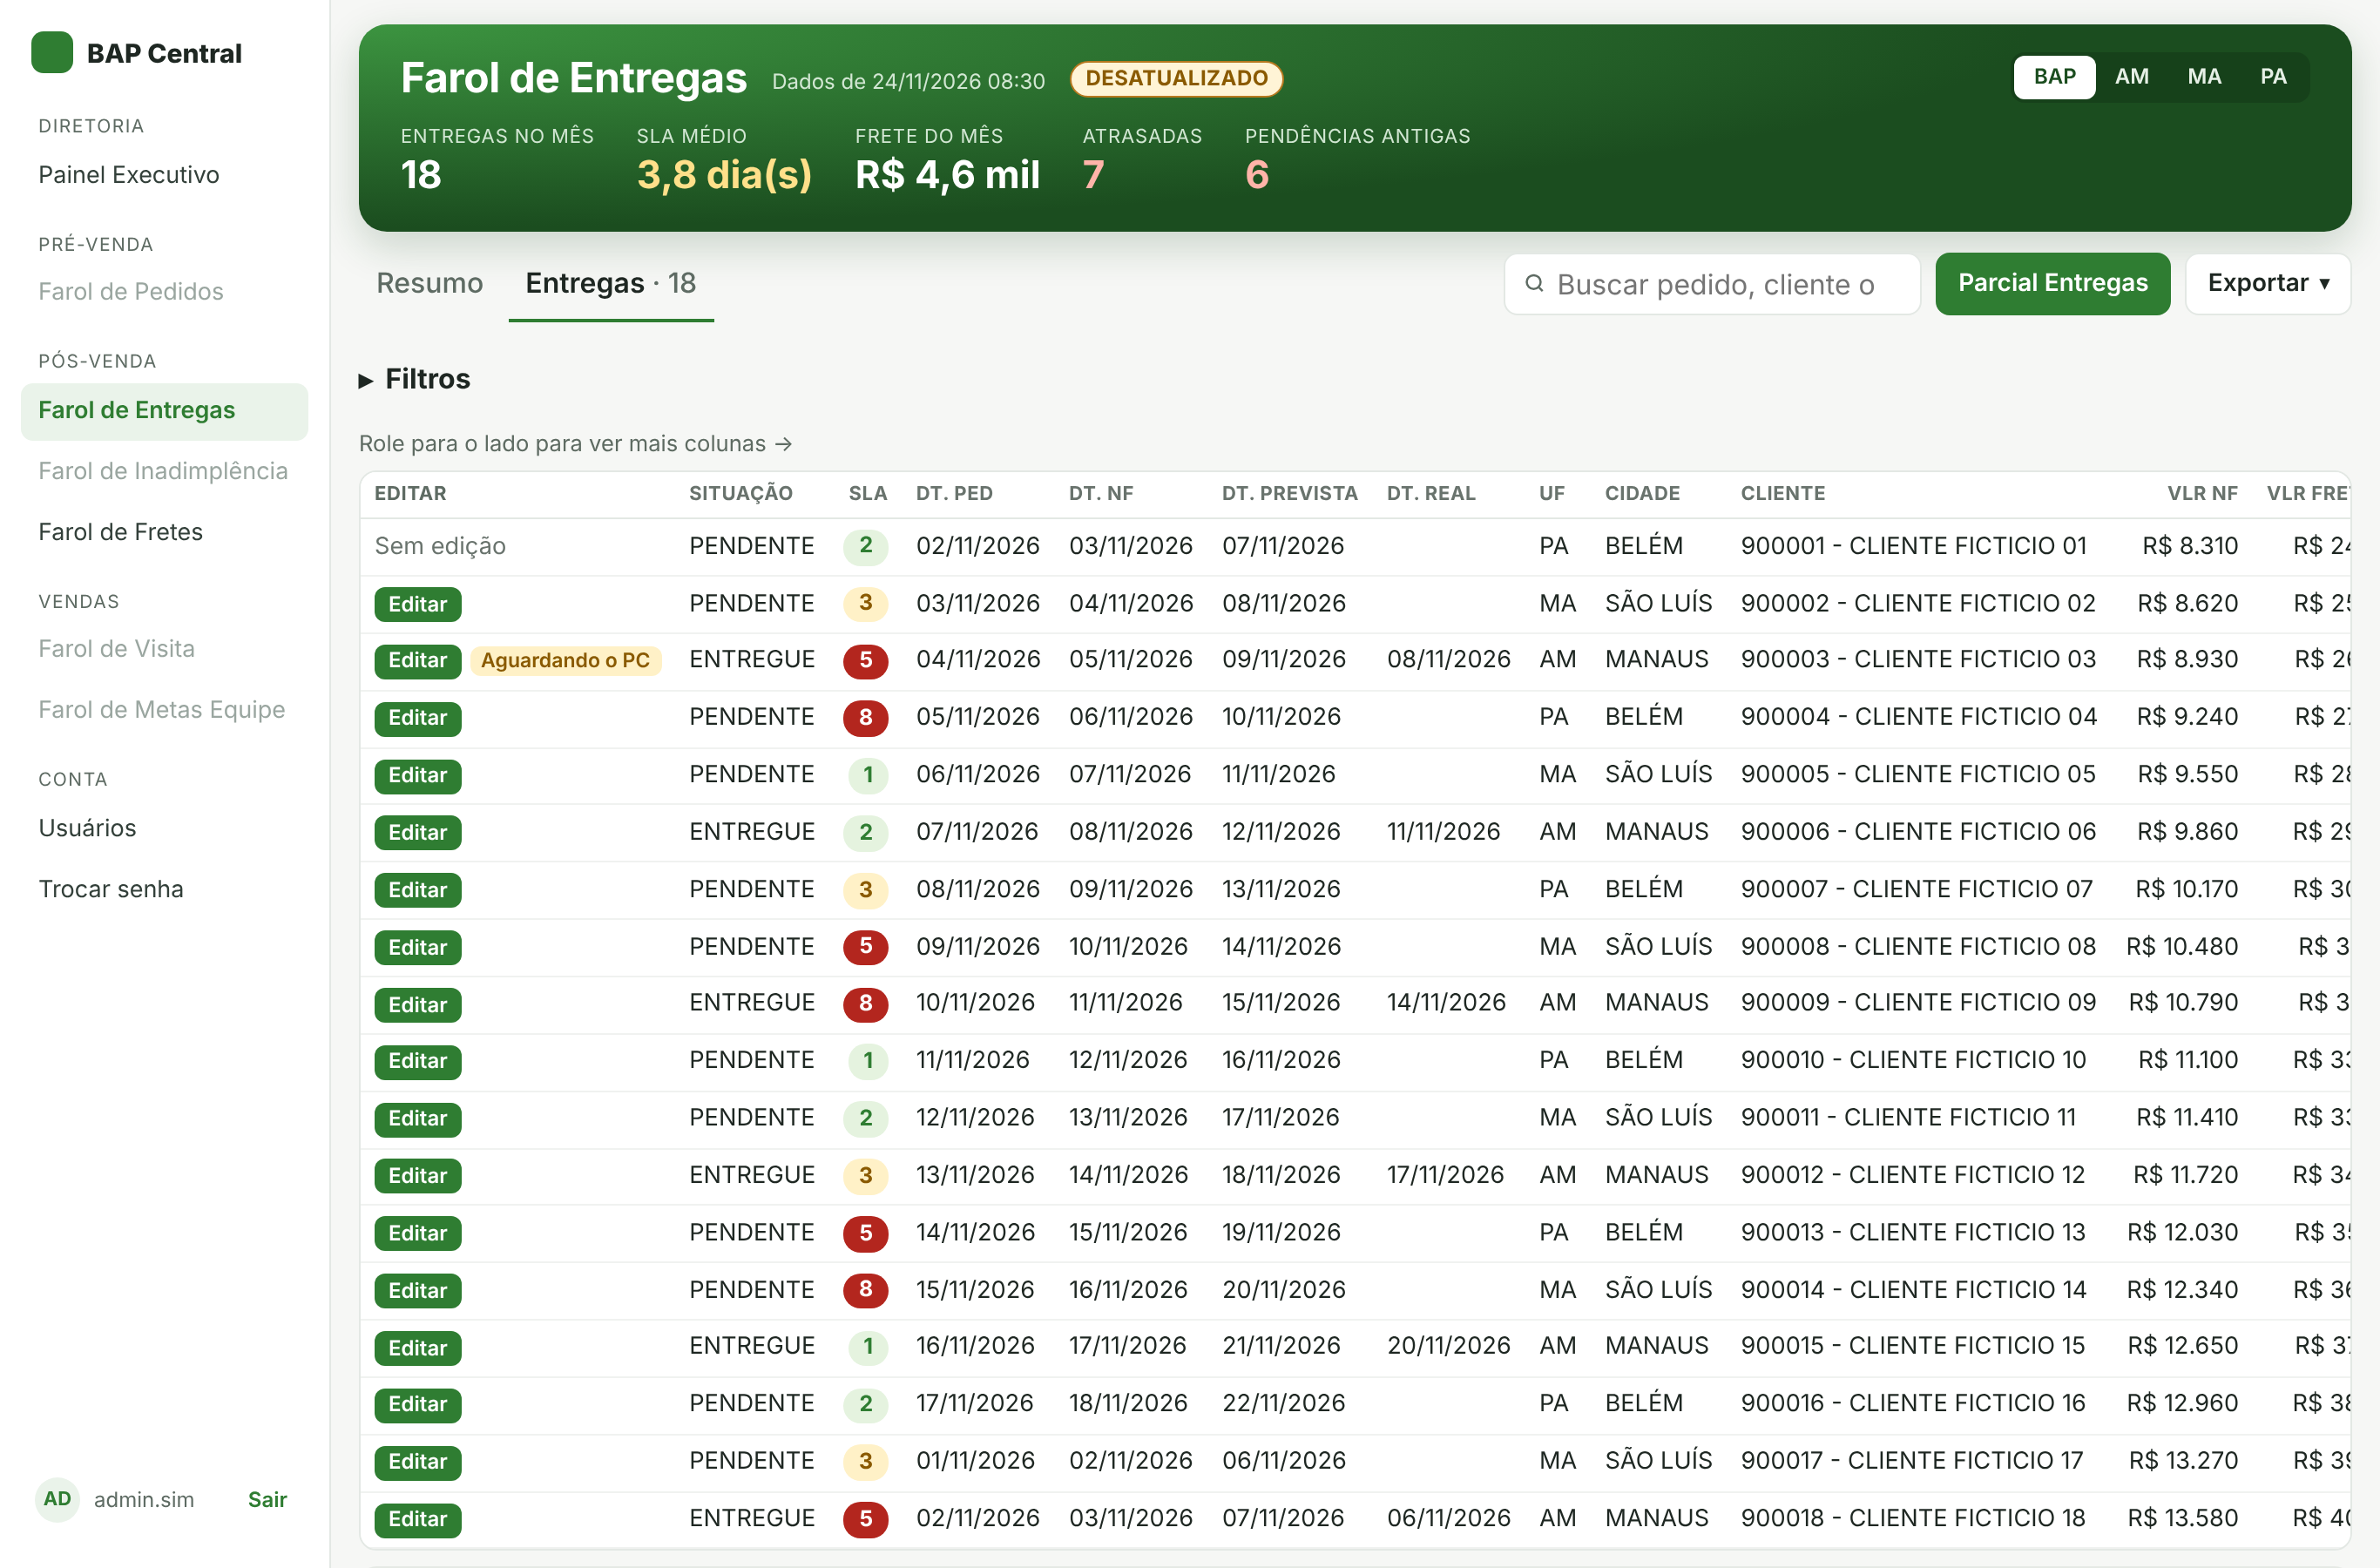 BAP Central
DIRETORIA
Painel Executivo
PRÉ-VENDA
Farol de Pedidos
PÓS-VENDA
Farol de Entregas
Farol de Inadimplência
Farol de Fretes
VENDAS
Farol de Visita
Farol de Metas Equipe
CONTA
Usuários
Trocar senha
AD admin.sim Sair
Farol de Entregas Dados de 24/11/2026 08:30 DESATUALIZADO BAP AM MA PA
ENTREGAS NO MÊS SLA MÉDIO FRETE DO MÊS ATRASADAS PENDÊNCIAS ANTIGAS
18 3,8 dia(s) R$ 4,6 mil 7 6
Resumo Entregas · 18 Buscar pedido, cliente o Parcial Entregas Exportar ▾
▶ Filtros
Role para o lado para ver mais colunas →
EDITAR SITUAÇÃO SLA DT. PED DT. NF DT. PREVISTA DT. REAL UF CIDADE CLIENTE VLR NF VLR
Sem edição PENDENTE 2 02/11/2026 03/11/2026 07/11/2026 PA BELÉM 900001 - CLIENTE FICTICIO 01 R$ 8.310 R$
Editar PENDENTE 3 03/11/2026 04/11/2026 08/11/2026 MA SÃO LUÍS 900002 - CLIENTE FICTICIO 02 R$ 8.620 R$
Editar Aguardando o PC ENTREGUE 5 04/11/2026 05/11/2026 09/11/2026 08/11/2026 AM MANAUS 900003 - CLIENTE FICTICIO 03 R$ 8.930 R$
Editar PENDENTE 8 05/11/2026 06/11/2026 10/11/2026 PA BELÉM 900004 - CLIENTE FICTICIO 04 R$ 9.240 R$
Editar PENDENTE 1 06/11/2026 07/11/2026 11/11/2026 MA SÃO LUÍS 900005 - CLIENTE FICTICIO 05 R$ 9.550 R$
Editar ENTREGUE 2 07/11/2026 08/11/2026 12/11/2026 11/11/2026 AM MANAUS 900006 - CLIENTE FICTICIO 06 R$ 9.860 R$
Editar PENDENTE 3 08/11/2026 09/11/2026 13/11/2026 PA BELÉM 900007 - CLIENTE FICTICIO 07 R$ 10.170 R$
Editar PENDENTE 5 09/11/2026 10/11/2026 14/11/2026 MA SÃO LUÍS 900008 - CLIENTE FICTICIO 08 R$ 10.480 R$
Editar ENTREGUE 8 10/11/2026 11/11/2026 15/11/2026 14/11/2026 AM MANAUS 900009 - CLIENTE FICTICIO 09 R$ 10.790 R$
Editar PENDENTE 1 11/11/2026 12/11/2026 16/11/2026 PA BELÉM 900010 - CLIENTE FICTICIO 10 R$ 11.100 R$
Editar PENDENTE 2 12/11/2026 13/11/2026 17/11/2026 MA SÃO LUÍS 900011 - CLIENTE FICTICIO 11 R$ 11.410 R$
Editar ENTREGUE 3 13/11/2026 14/11/2026 18/11/2026 17/11/2026 AM MANAUS 900012 - CLIENTE FICTICIO 12 R$ 11.720 R$
Editar PENDENTE 5 14/11/2026 15/11/2026 19/11/2026 PA BELÉM 900013 - CLIENTE FICTICIO 13 R$ 12.030 R$
Editar PENDENTE 8 15/11/2026 16/11/2026 20/11/2026 MA SÃO LUÍS 900014 - CLIENTE FICTICIO 14 R$ 12.340 R$
Editar ENTREGUE 1 16/11/2026 17/11/2026 21/11/2026 20/11/2026 AM MANAUS 900015 - CLIENTE FICTICIO 15 R$ 12.650 R$
Editar PENDENTE 2 17/11/2026 18/11/2026 22/11/2026 PA BELÉM 900016 - CLIENTE FICTICIO 16 R$ 12.960 R$
Editar PENDENTE 3 01/11/2026 02/11/2026 06/11/2026 MA SÃO LUÍS 900017 - CLIENTE FICTICIO 17 R$ 13.270 R$
Editar ENTREGUE 5 02/11/2026 03/11/2026 07/11/2026 06/11/2026 AM MANAUS 900018 - CLIENTE FICTICIO 18 R$ 13.580 R$